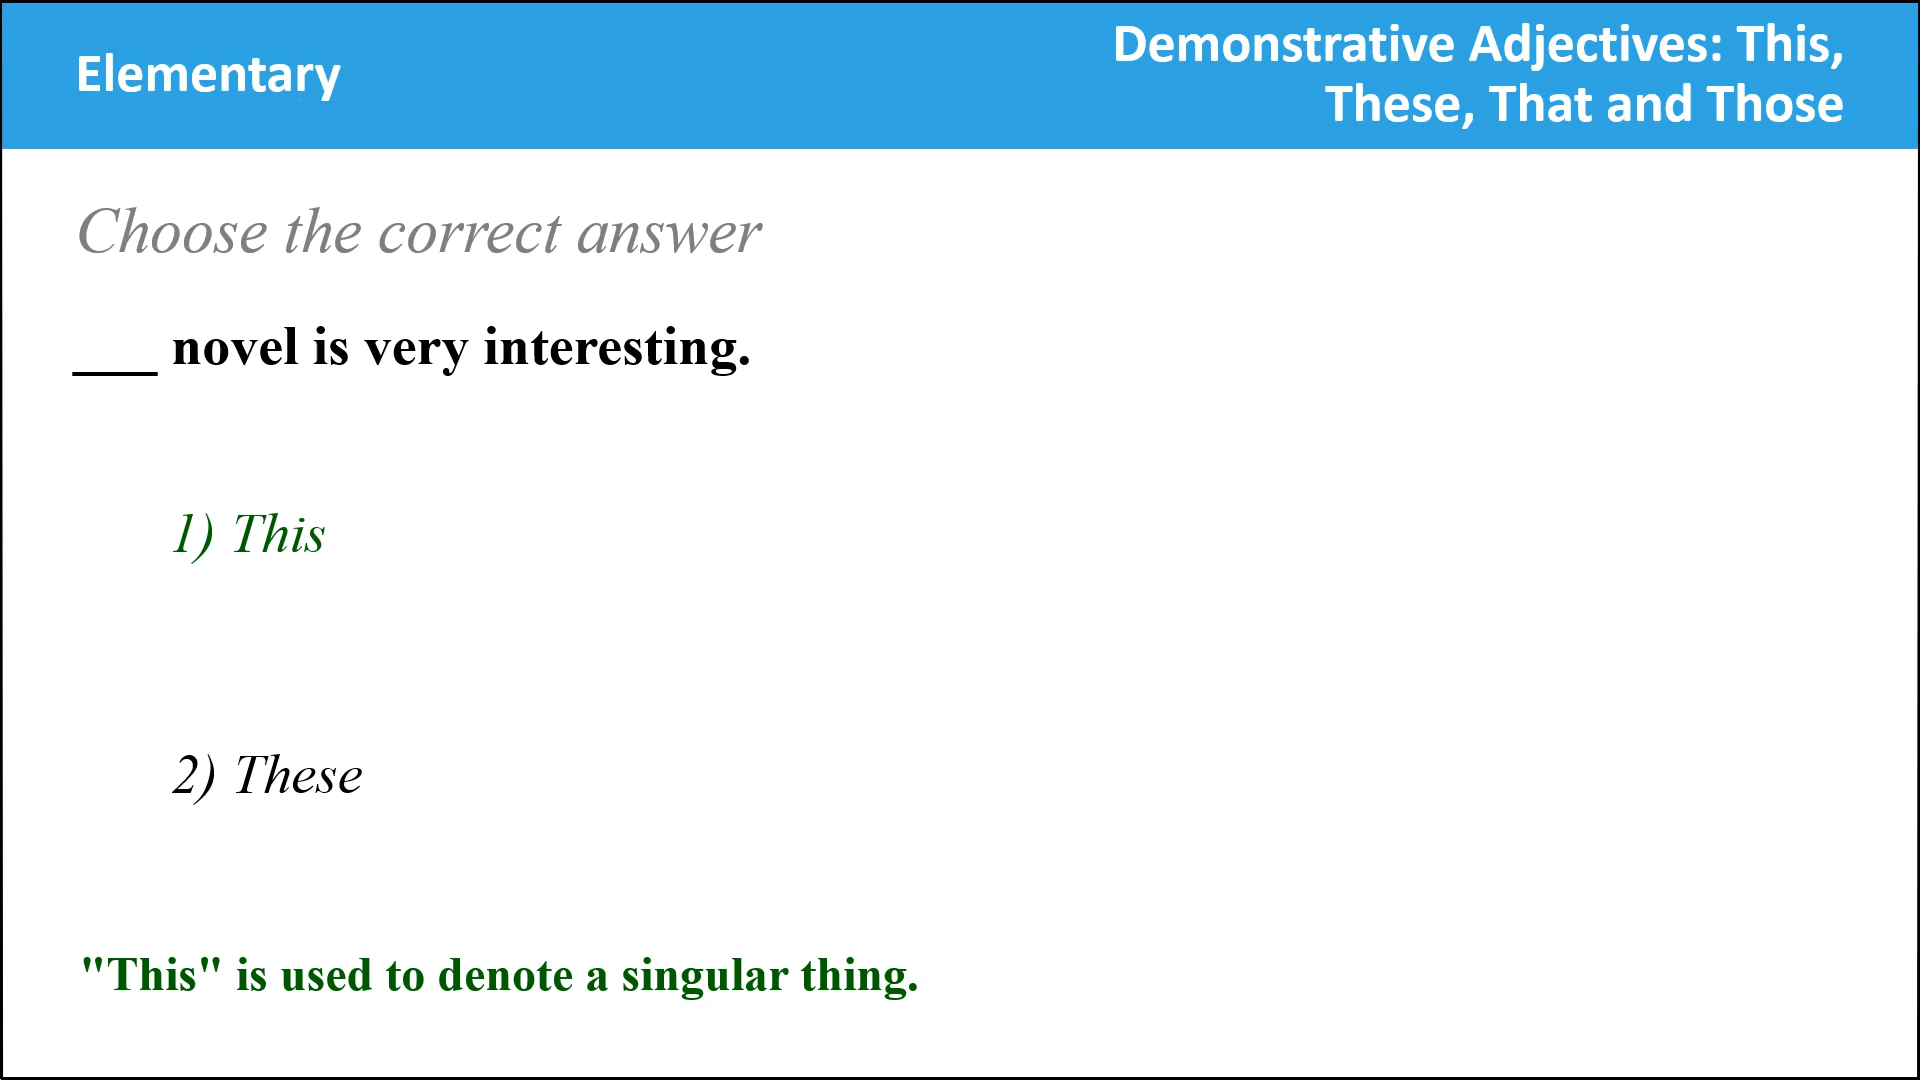 Elementary
Demonstrative Adjectives: This,
These, That and Those
Choose the correct answer
___ novel is very interesting.
1) This
2) These
"This" is used to denote a singular thing.